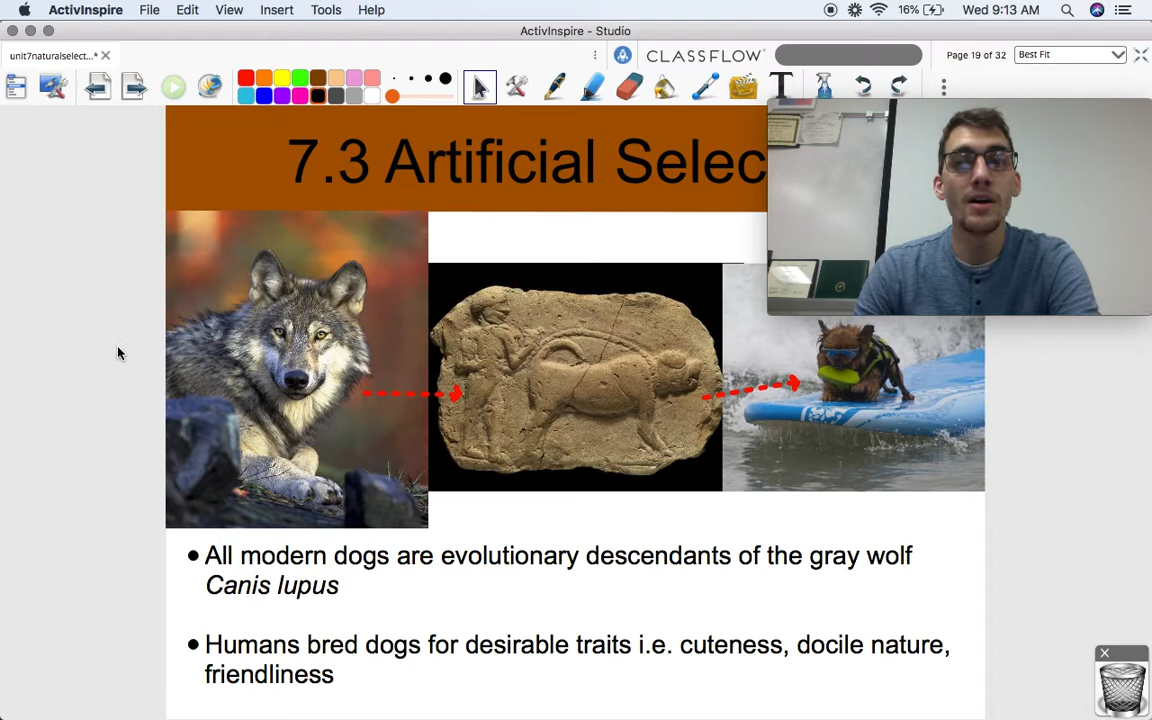 ActivInspire File Edit View Insert Tools Help 16% Wed 9:13 AM
ActivInspire - Studio
unit7naturalselect...*
CLASSFLOW
Page 19 of 32
Best Fit
7.3 Artificial Selec
• All modern dogs are evolutionary descendants of the gray wolf
Canis lupus
• Humans bred dogs for desirable traits i.e. cuteness, docile nature,
friendliness